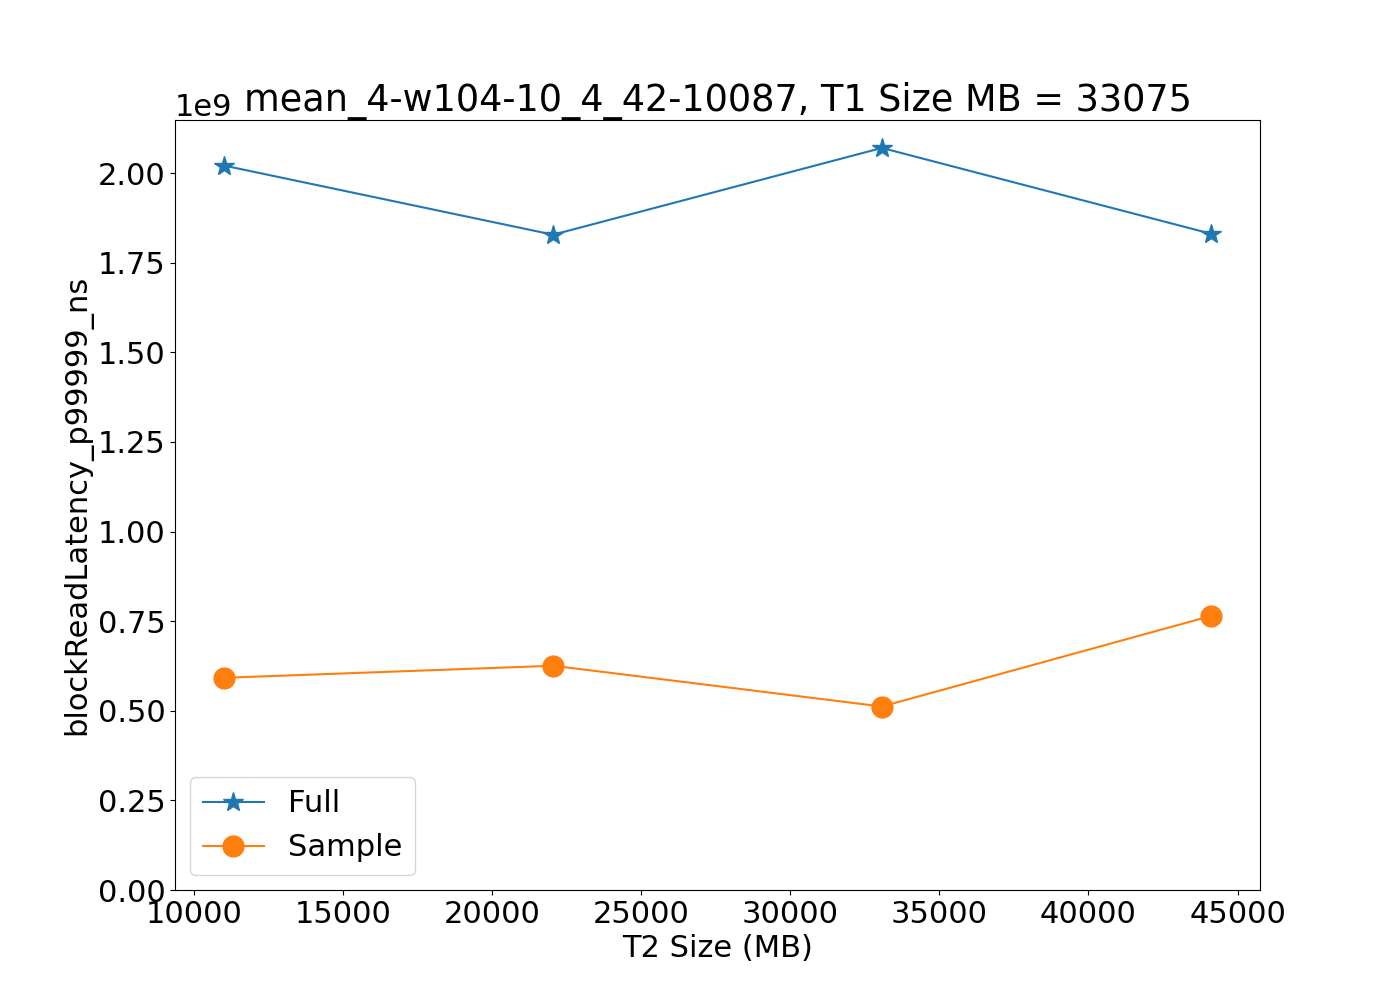 1e9
mean_4-w104-10_4_42-10087, T1 Size MB = 33075
blockReadLatency_p99999_ns
2.00
1.75
1.50
1.25
1.00
0.75
0.50
0.25
0.00
Full
Sample
10000 15000 20000 25000 30000 35000 40000 45000
T2 Size (MB)